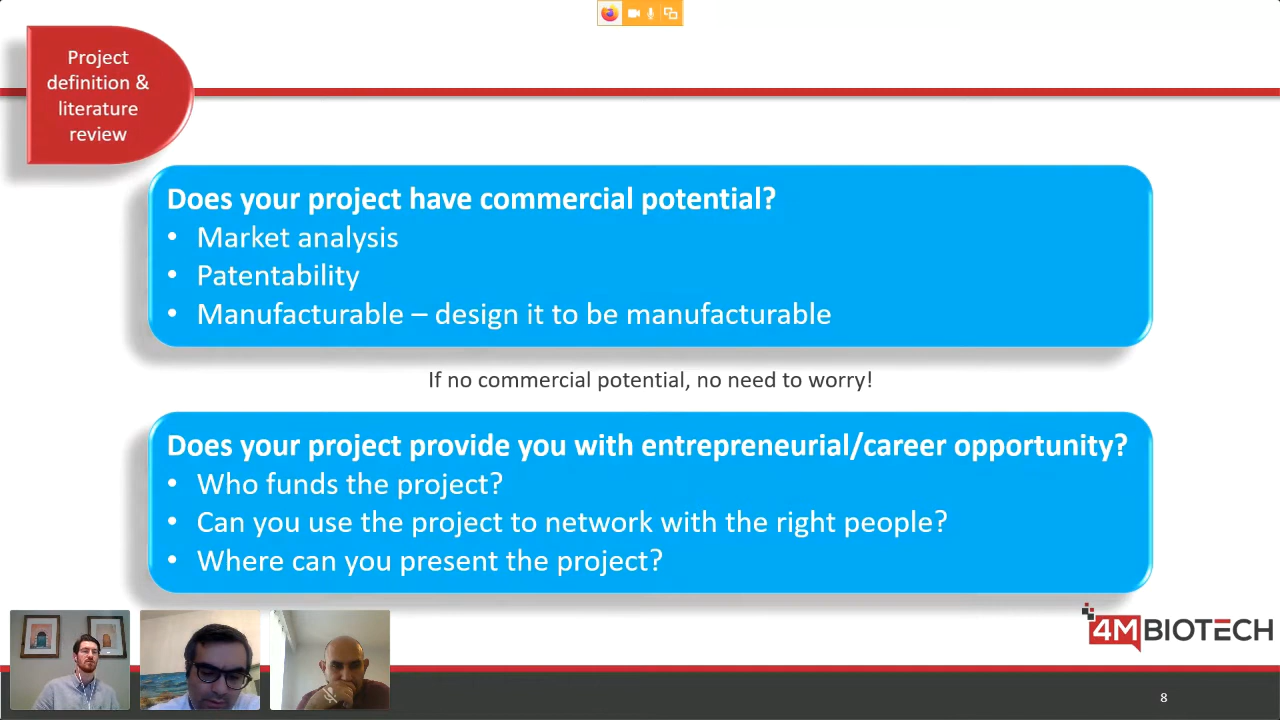 Project
definition &
literature
review
Does your project have commercial potential?
• Market analysis
• Patentability
• Manufacturable – design it to be manufacturable
If no commercial potential, no need to worry!
Does your project provide you with entrepreneurial/career opportunity?
• Who funds the project?
• Can you use the project to network with the right people?
• Where can you present the project?
4MBIOTECH
8